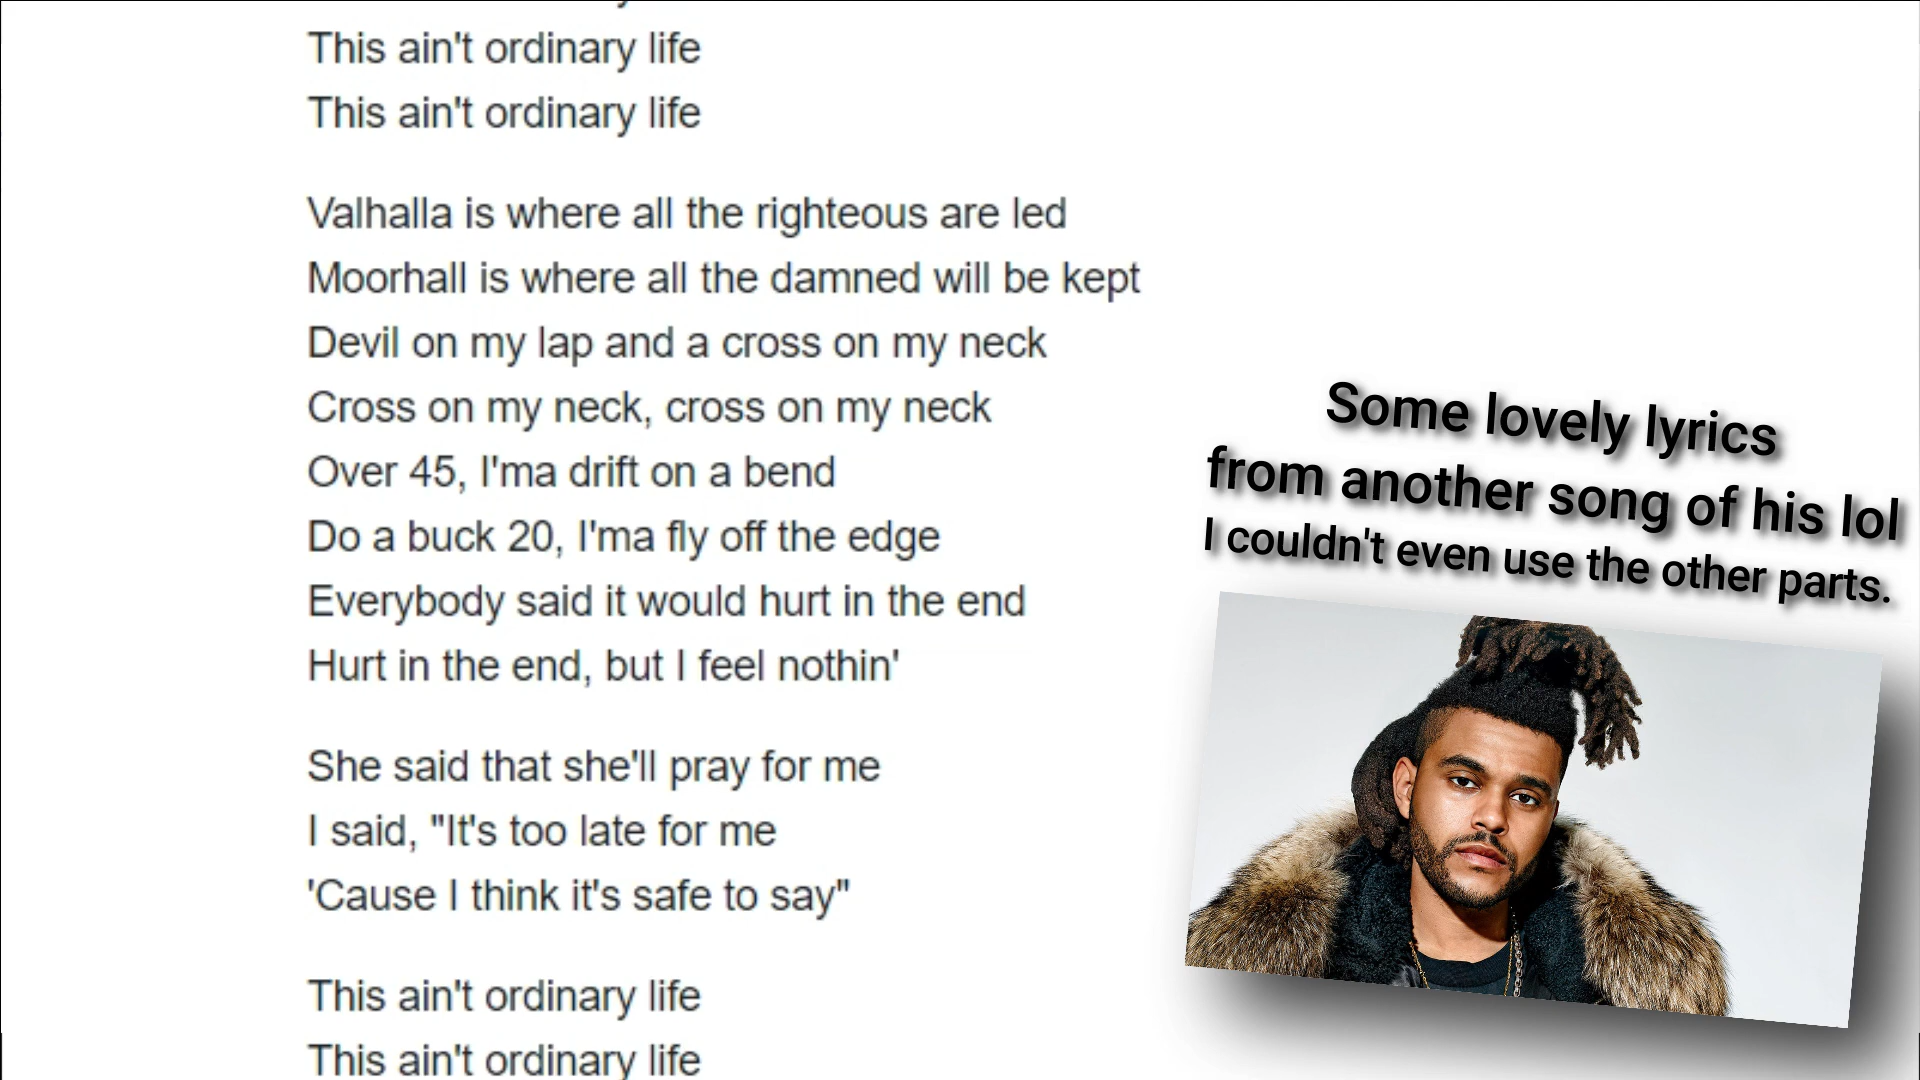 This ain't ordinary life
This ain't ordinary life
Valhalla is where all the righteous are led
Moorhall is where all the damned will be kept
Devil on my lap and a cross on my neck
Cross on my neck, cross on my neck
Over 45, I'ma drift on a bend
Do a buck 20, I'ma fly off the edge
Everybody said it would hurt in the end
Hurt in the end, but I feel nothin'
She said that she'll pray for me
I said, "It's too late for me
'Cause I think it's safe to say"
This ain't ordinary life
This ain't ordinary life
Some lovely lyrics
from another song of his lol
I couldn't even use the other parts.